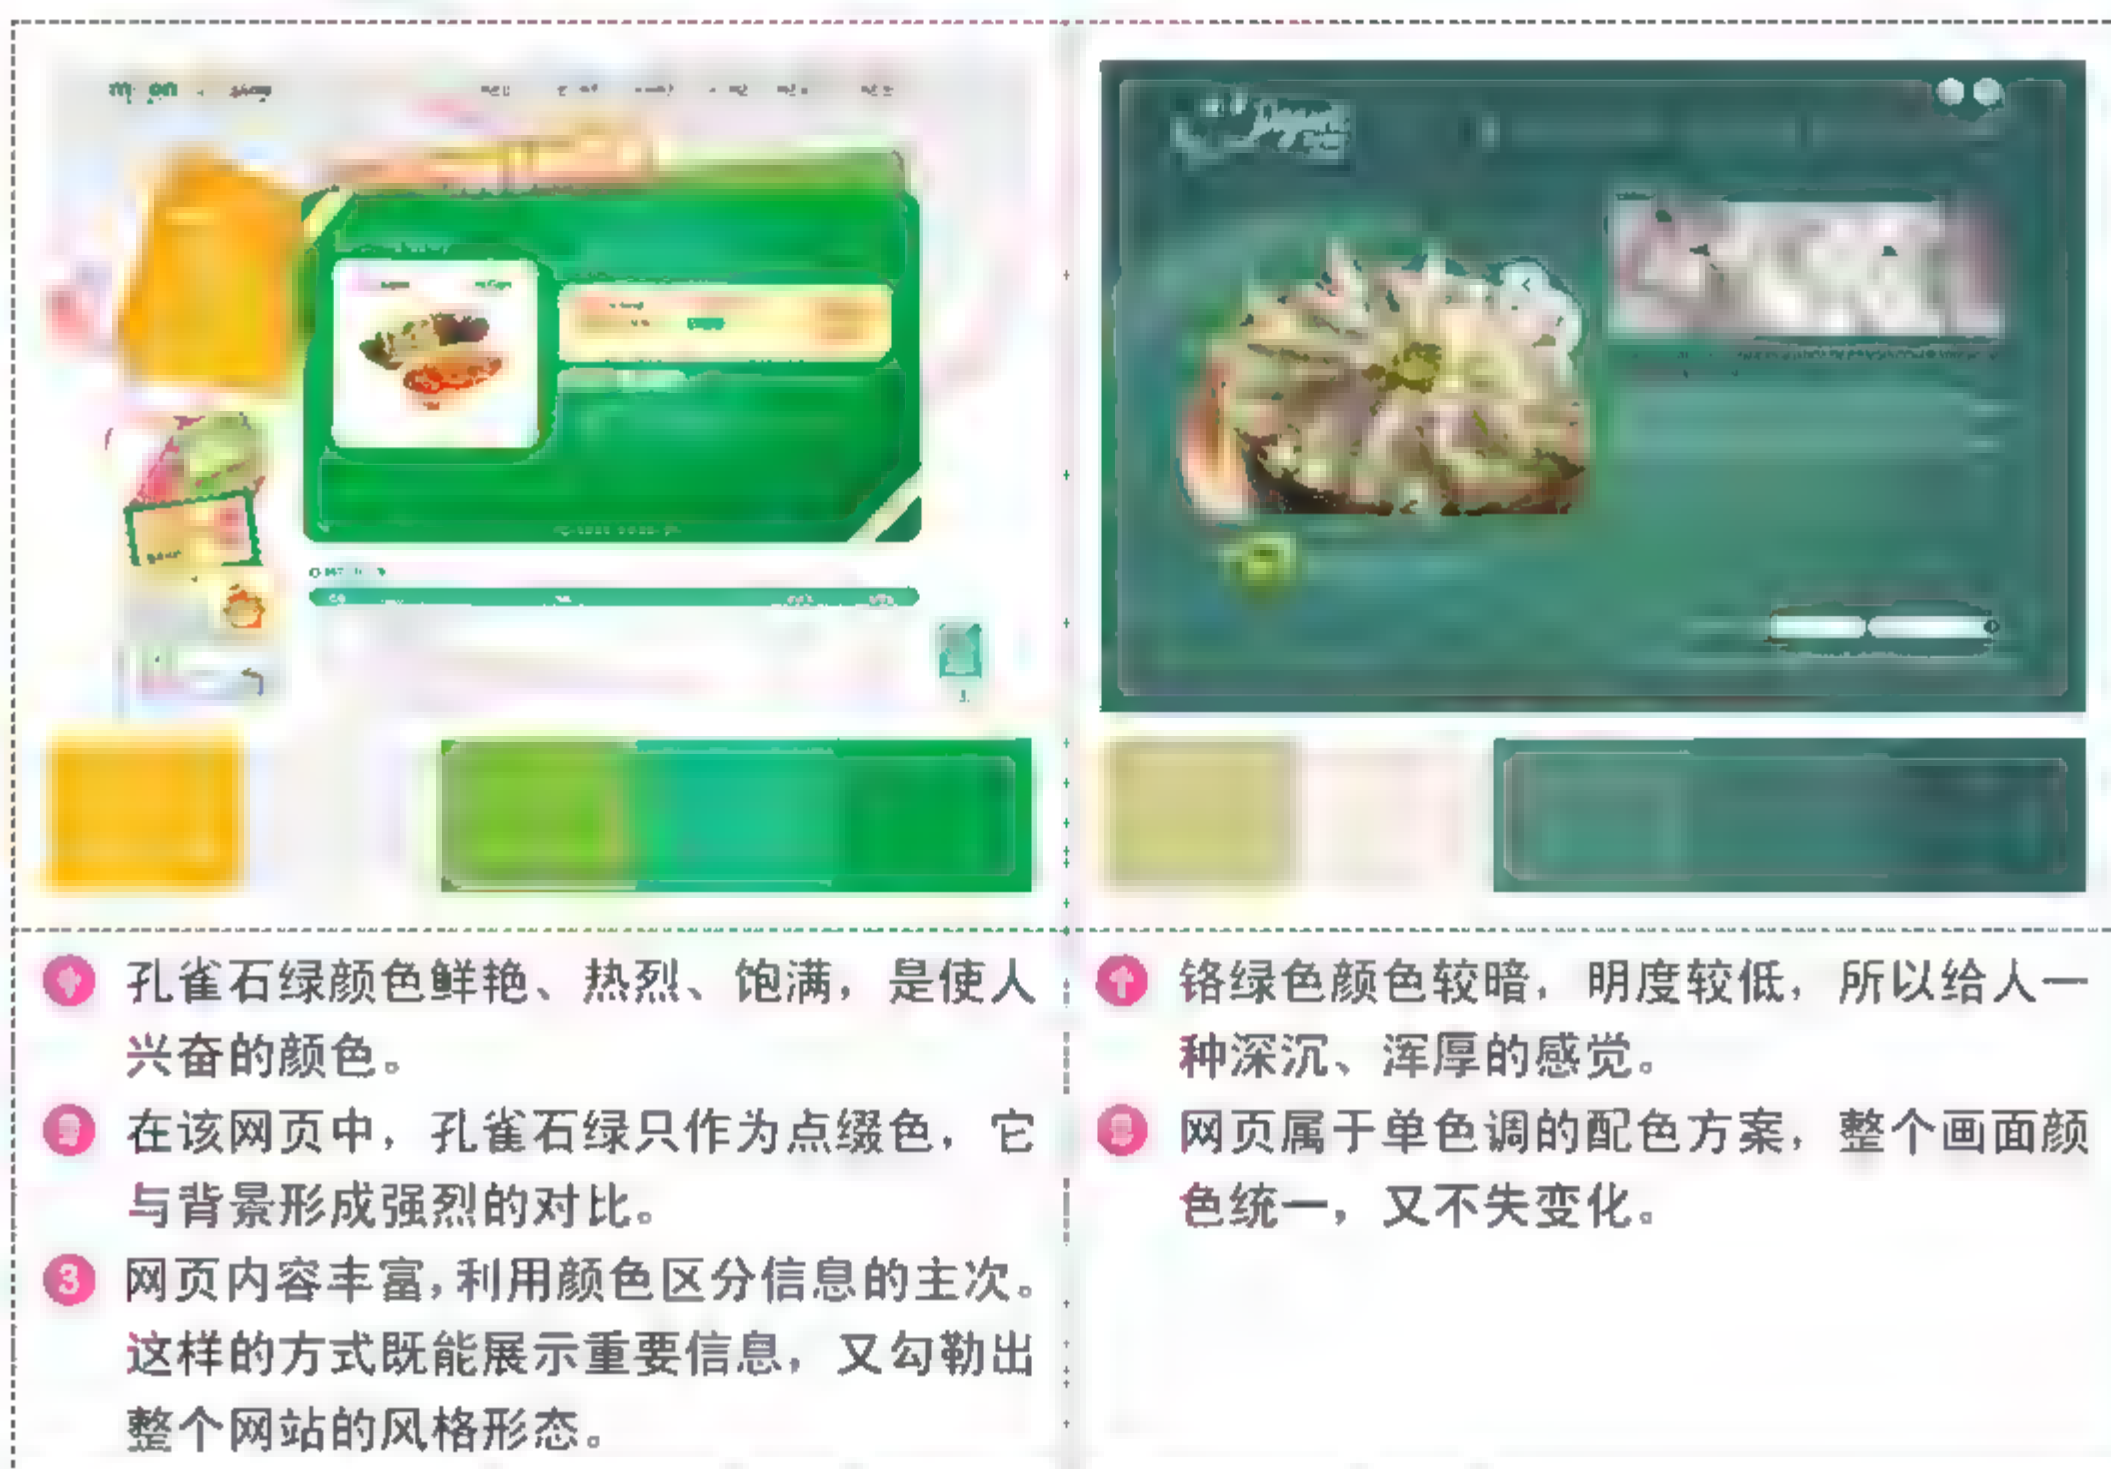 孔雀石绿颜色鲜艳、热烈、饱满，是使人
兴奋的颜色。
在该网页中，孔雀石绿只作为点缀色，它
与背景形成强烈的对比。
3 网页内容丰富，利用颜色区分信息的主次。
这样的方式既能展示重要信息，又勾勒出
整个网站的风格形态。
铬绿色颜色较暗，明度较低，所以给人一
种深沉、浑厚的感觉。
网页属于单色调的配色方案，整个画面颜
色统一，又不失变化。